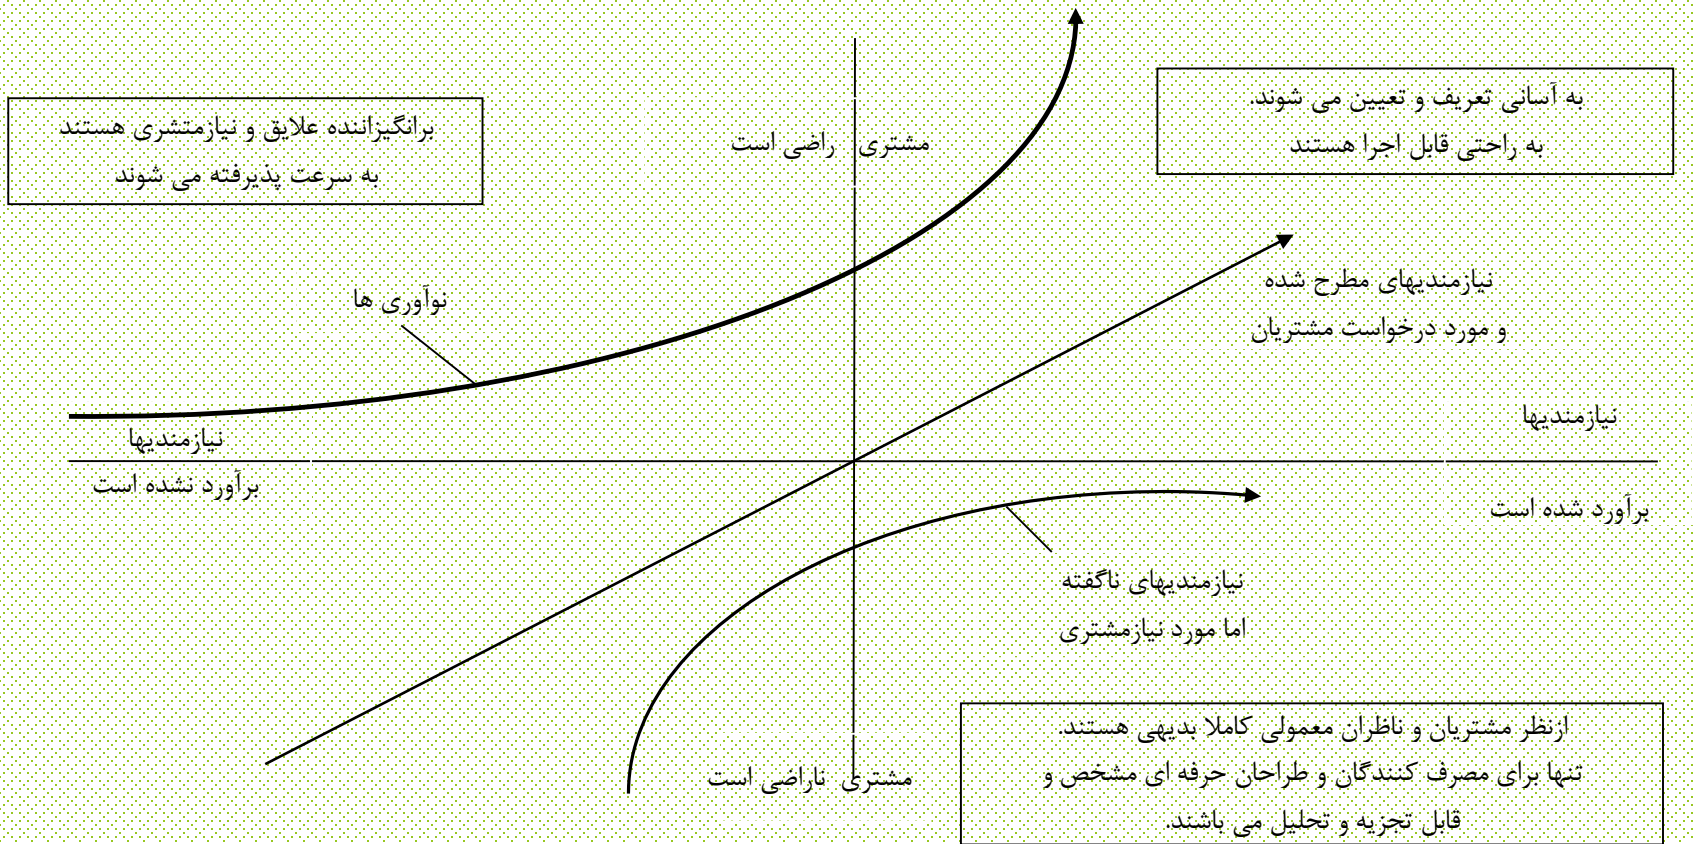 به آسانی تعریف و تعیین می شوند.
به راحتی قابل اجرا هستند
برانگیزاننده علایق و نیازمتشری هستند
به سرعت پذیرفته می شوند
مشتری راضی است
نیازمندیهای مطرح شده
و مورد درخواست مشتریان
نوآوری ها
نیازمندیها
برآورد شده است
نیازمندیها
برآورد نشده است
نیازمندیهای ناگفته
اما مورد نیازمشتری
مشتری ناراضی است
ازنظر مشتریان و ناظران معمولی کاملا بدیهی هستند.
تنها برای مصرف کنندگان و طراحان حرفه ای مشخص و
قابل تجزیه و تحلیل می باشند.